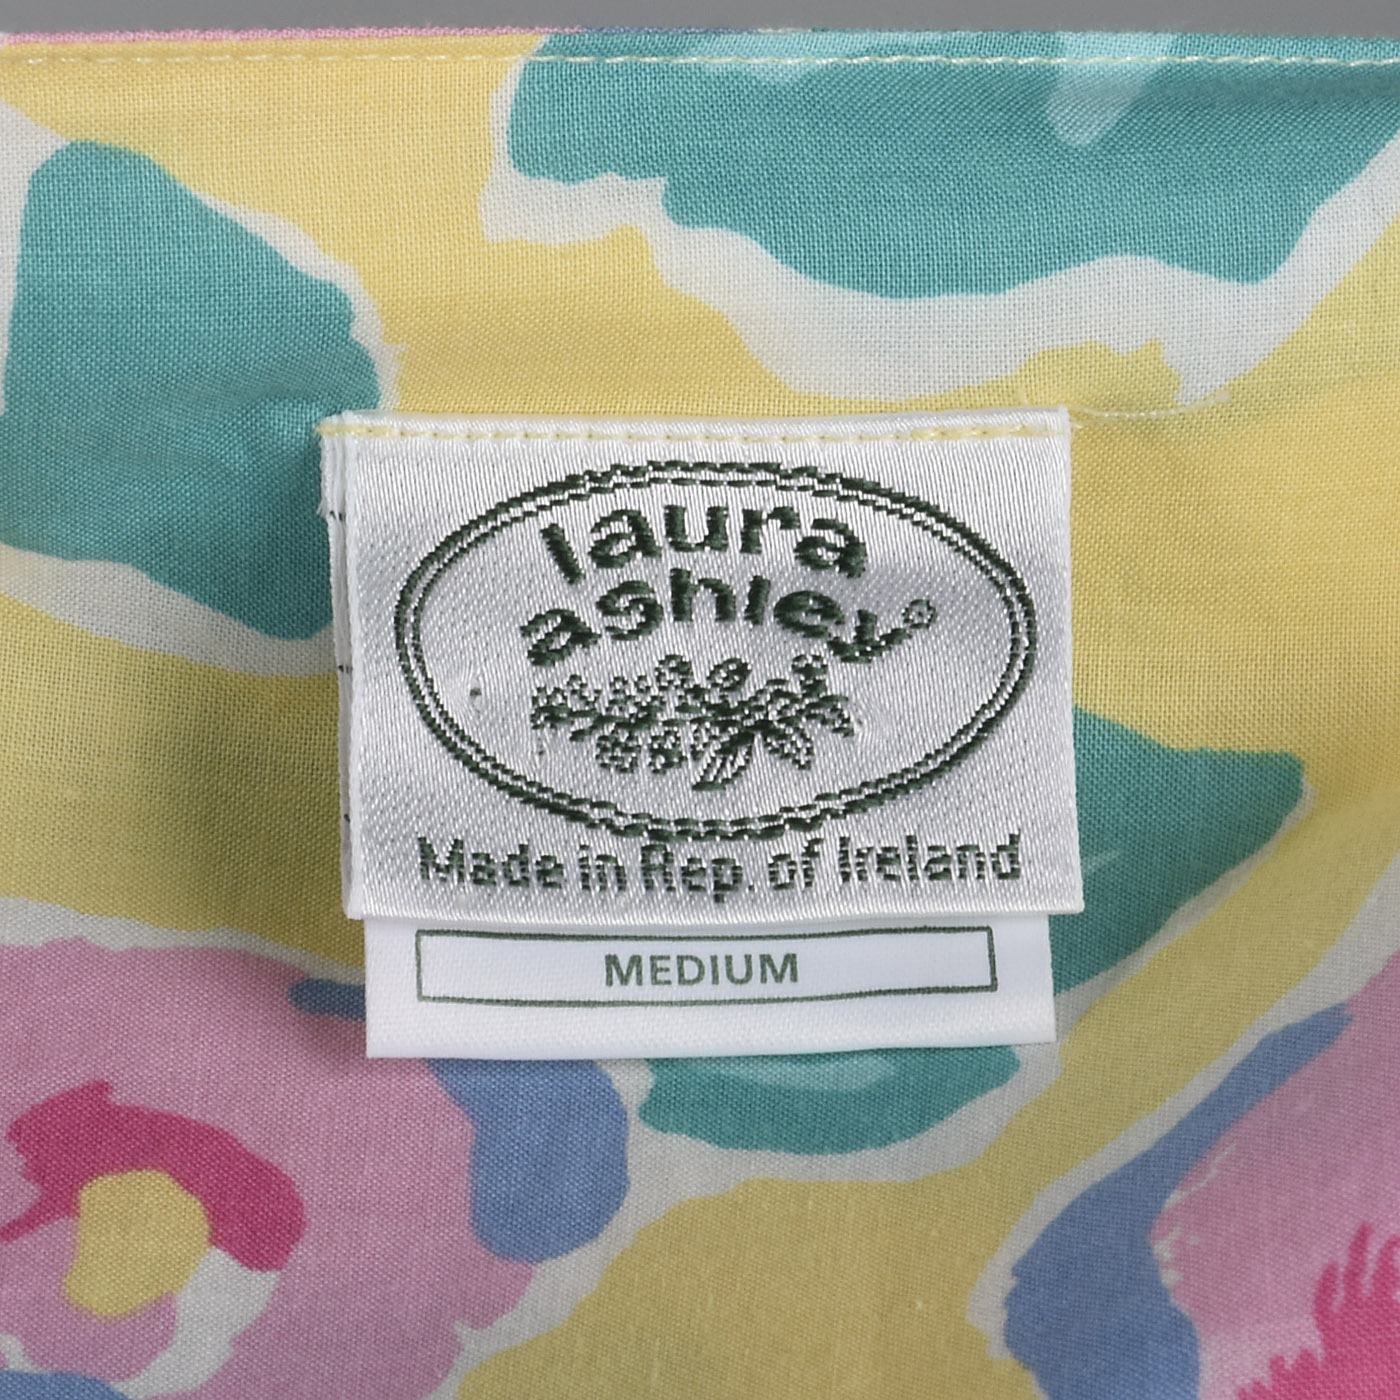 laura
ashley®
Made in Rep. of Ireland
MEDIUM